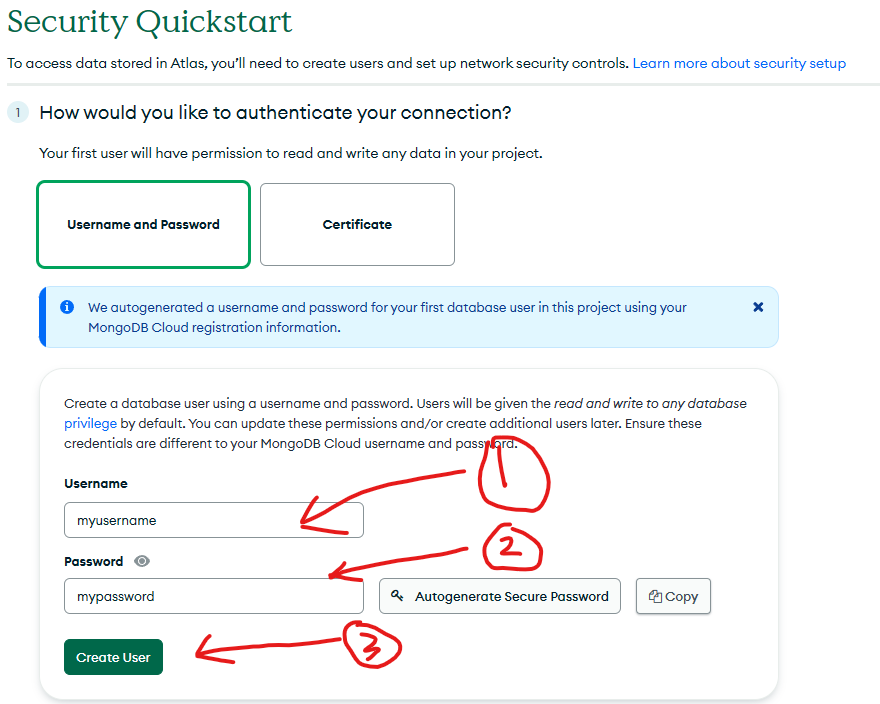 Security Quickstart
To access data stored in Atlas, you'll need to create users and set up network security controls. Learn more about security setup
1 How would you like to authenticate your connection?
Your first user will have permission to read and write any data in your project.
Username and Password Certificate
We autogenerated a username and password for your first database user in this project using your
MongoDB Cloud registration information.
Create a database user using a username and password. Users will be given the read and write to any database
privilege by default. You can update these permissions and/or create additional users later. Ensure these
credentials are different to your MongoDB Cloud username and password.
1
Username
myusername
2
Password
mypassword Autogenerate Secure Password Copy
3
Create User